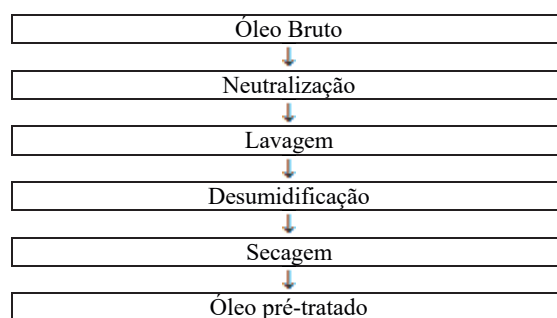 Óleo Bruto
Neutralização
Lavagem
Desumidificação
Secagem
Óleo pré-tratado